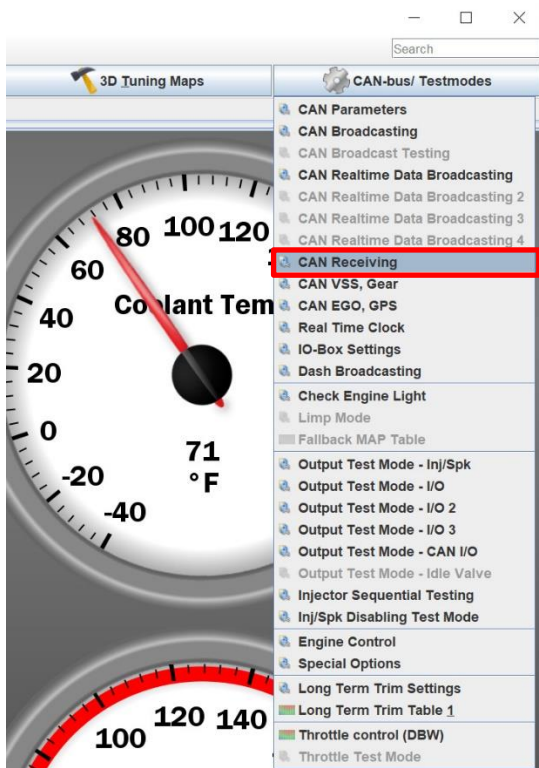 Search
3D Tuning Maps
CAN-bus/ Testmodes
CAN Parameters
CAN Broadcasting
CAN Broadcast Testing
CAN Realtime Data Broadcasting
CAN Realtime Data Broadcasting 2
CAN Realtime Data Broadcasting 3
CAN Realtime Data Broadcasting 4
CAN Receiving
CAN VSS, Gear
CAN EGO, GPS
Real Time Clock
IO-Box Settings
Dash Broadcasting
Check Engine Light
Limp Mode
Fallback MAP Table
Output Test Mode - Inj/Spk
Output Test Mode - I/O
Output Test Mode - I/O 2
Output Test Mode - I/O 3
Output Test Mode - CAN I/O
Output Test Mode - Idle Valve
Injector Sequential Testing
Inj/Spk Disabling Test Mode
Engine Control
Special Options
Long Term Trim Settings
Long Term Trim Table 1
Throttle control (DBW)
Throttle Test Mode
-40
-20
0
20
40
60
80
100
120
Coolant Tem
71
°F
100
120
140